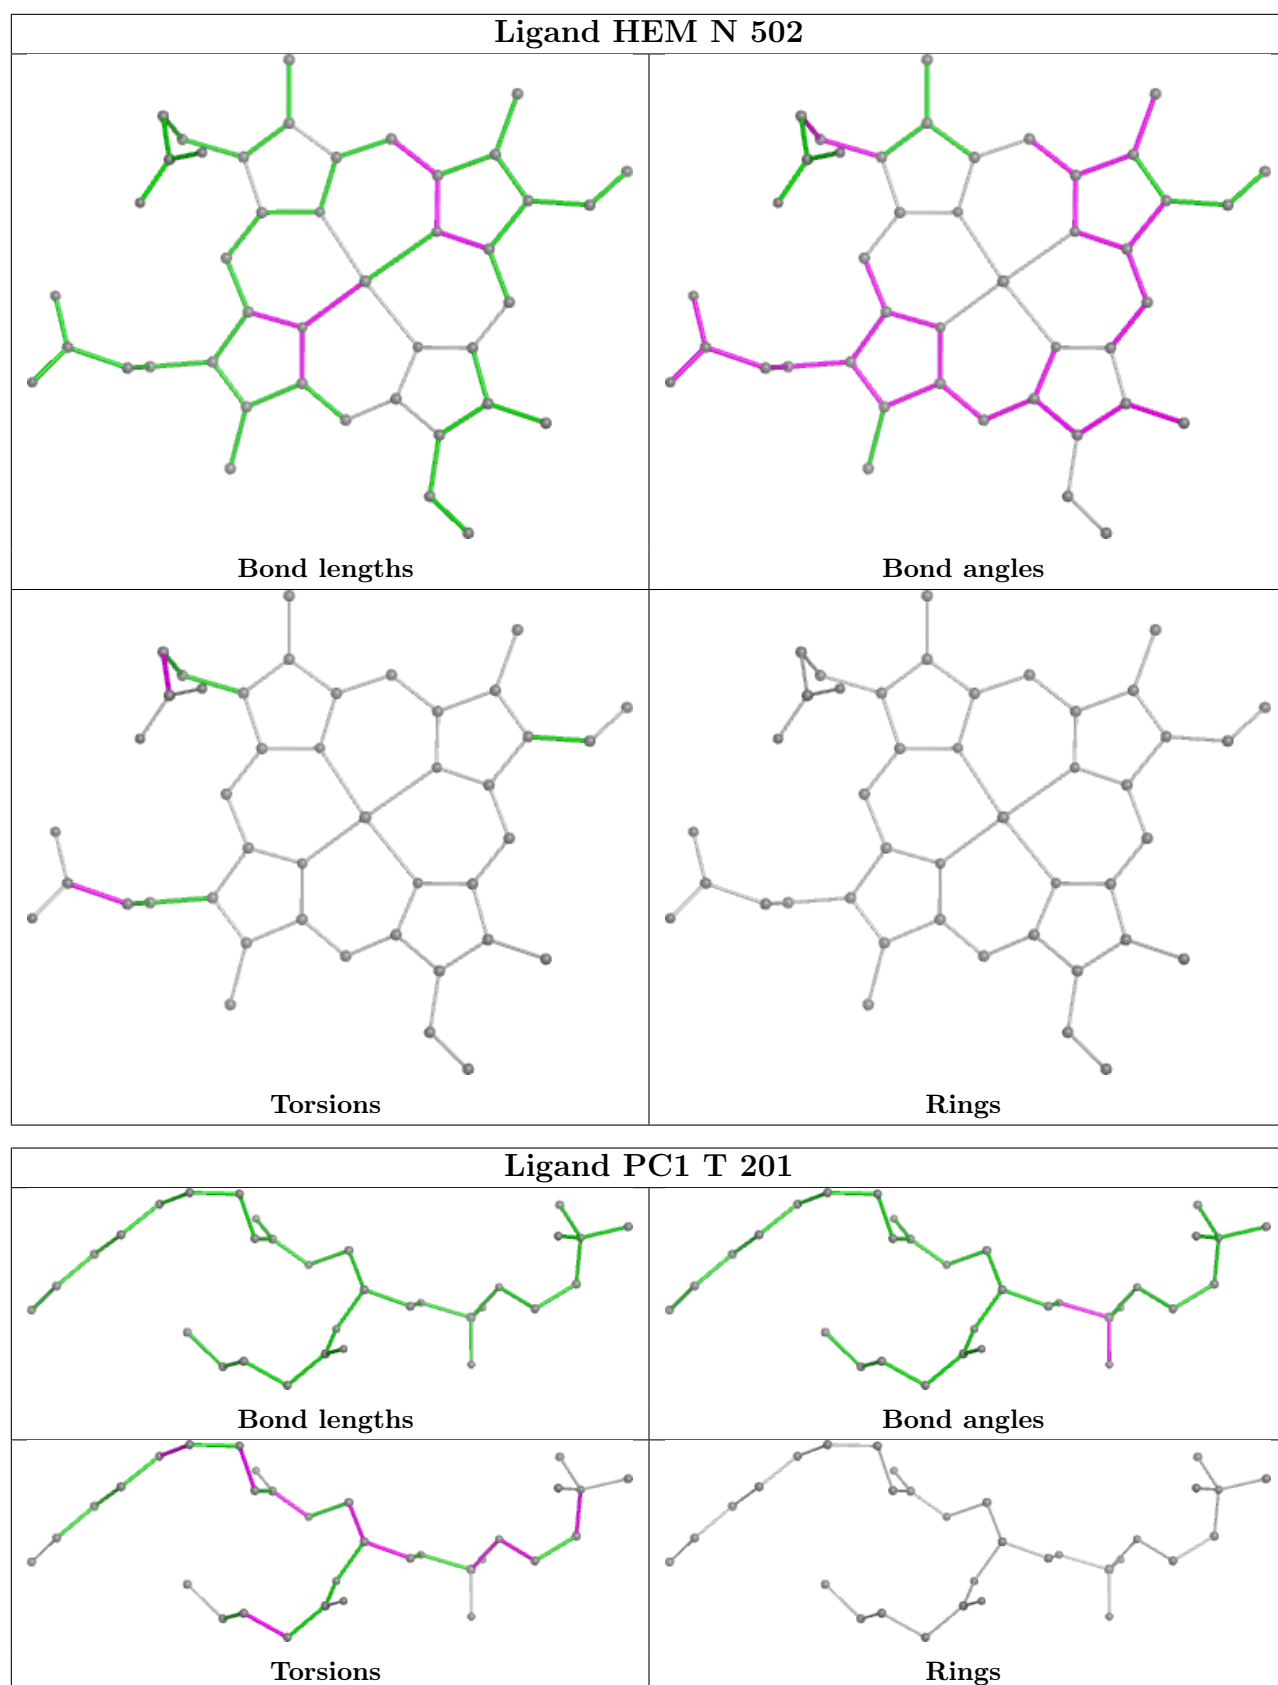 Ligand HEM N 502
Bond lengths
Bond angles
Torsions
Rings
Ligand PC1 T 201
Bond lengths
Bond angles
Torsions
Rings